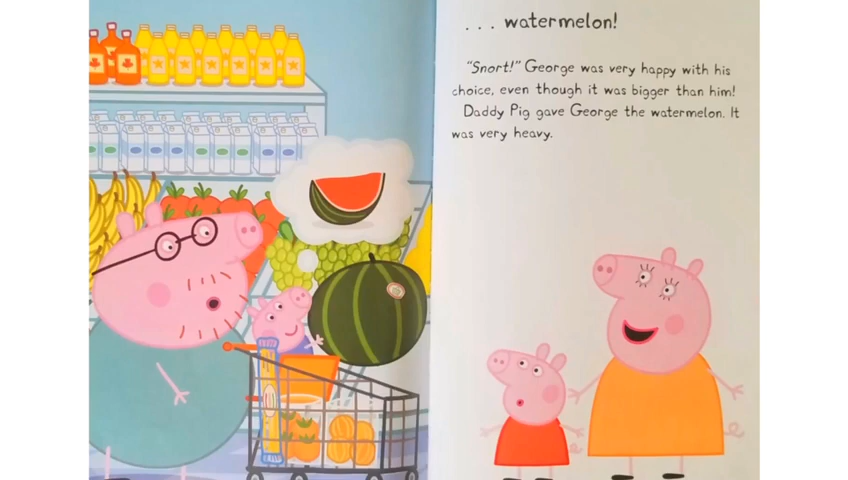 . . . watermelon!
"Snort!" George was very happy with his
choice, even though it was bigger than him!
Daddy Pig gave George the watermelon. It
was very heavy.